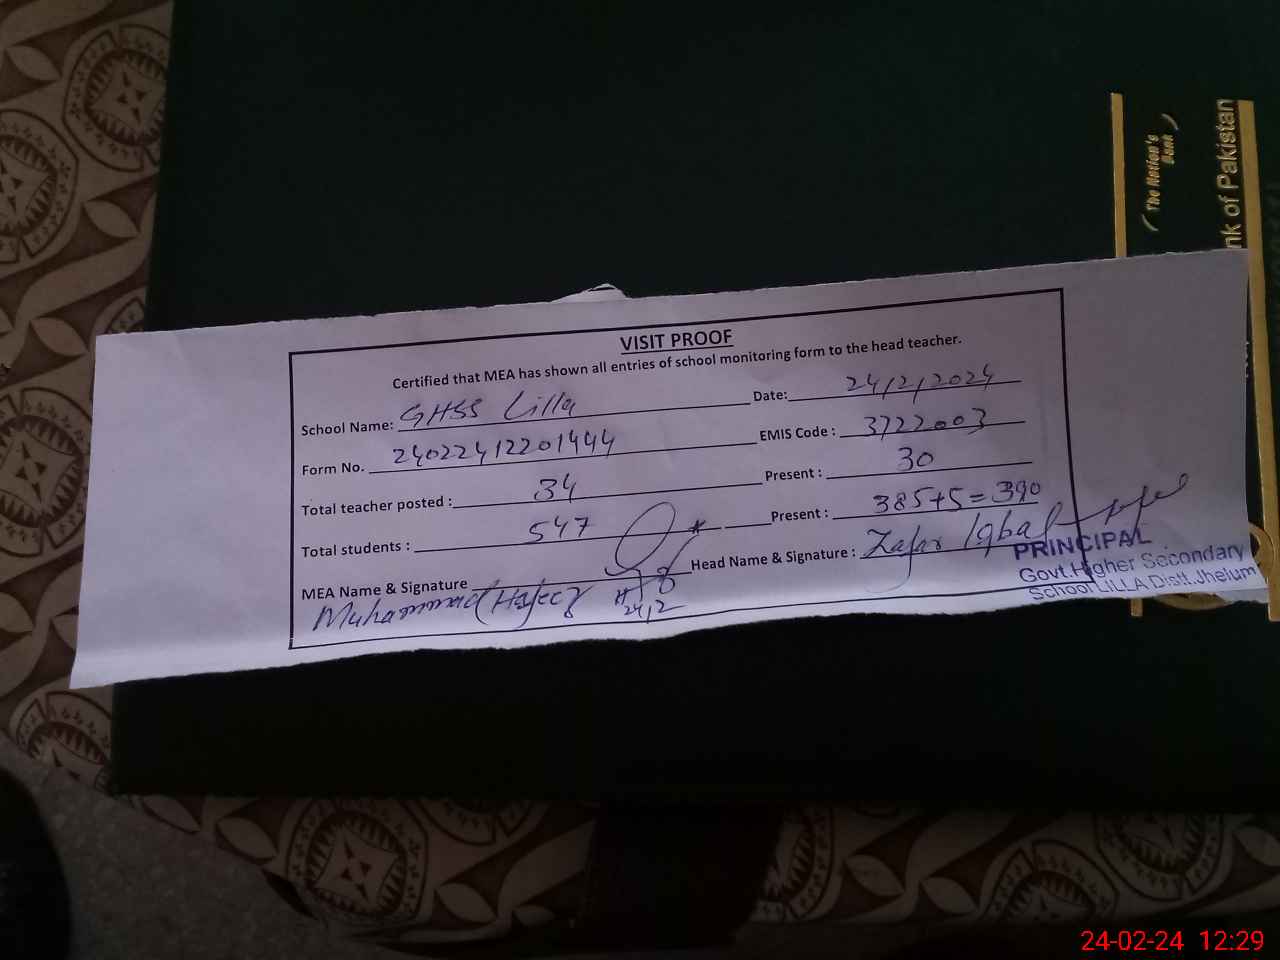 The Nation's
Bank
nk of Pakistan
VISIT PROOF
Certified that MEA has shown all entries of school monitoring form to the head teacher.
School Name: GHSS Lilla Date: 24/2/2024
Form No. 24022412201444 EMIS Code : 3722003
Total teacher posted : 34 Present : 30
Total students : 547 Present : 385+5=390
MEA Name & Signature Head Name & Signature : Zafar Iqbal
Muhammad Hafeez 24/2
PRINCIPAL
Govt.Higher Secondary
School LILLA Distt.Jhelum
24-02-24 12:29